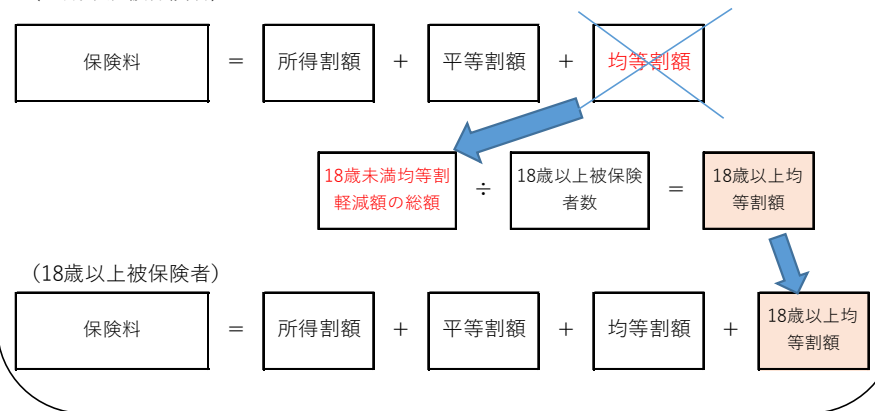 保険料 = 所得割額 + 平等割額 + 均等割額
18歳未満均等割
軽減額の総額
÷
18歳以上被保険
者数
=
18歳以上均
等割額
(18歳以上被保険者)
保険料 = 所得割額 + 平等割額 + 均等割額 +
18歳以上均
等割額